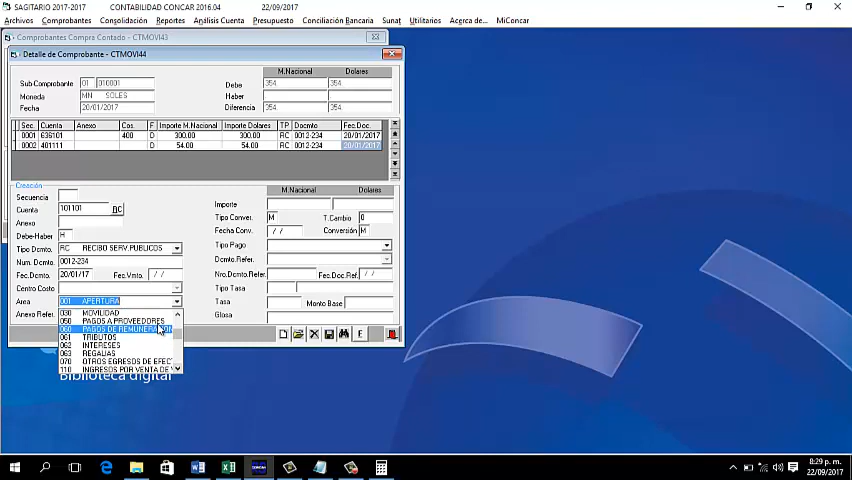 SAGITARIO 2017-2017 CONTABILIDAD CONCAR 2016.04 22/09/2017
Archivos Comprobantes Consolidación Reportes Análisis Cuenta Presupuesto Conciliación Bancaria Sunat Utilitarios Acerca de... MiConcar
Comprobantes Compra Contado - CTMOVI43
Detalle de Comprobante - CTMOVI44
M.Nacional Dolares
Sub Comprobante 01 010001 Debe 354 354
Moneda MN SOLES Haber
Fecha 20/01/2017 Diferencia 354 354
Sec. Cuenta Anexo Cos. F Importe M.Nacional Importe Dolares TP Docmto Fec.Doc.
0001 636101 400 D 300.00 300.00 RC 0012-234 20/01/2017
0002 401111 D 54.00 54.00 RC 0012-234 20/01/2017
Creación
M.Nacional Dolares
Secuencia
Importe
Cuenta 101101 BC
Tipo Conver. M T.Cambio 0
Anexo
Fecha Conv. / / Conversión M
Debe-Haber H
Tipo Pago
Tipo Dcmto. RC RECIBO SERV.PUBLICOS
Dcmto.Refer.
Num. Dcmto. 0012-234
Fec.Dcmto. 20/01/17 Fec.Vnto. / /
Nro.Dcmto.Refer. Fec.Doc.Ref. / /
Centro Costo
Tipo Tasa
Area 001 APERTURA
Tasa Monto Base
Anexo Refer.
Glosa
030 MOVILIDAD
050 PAGOS A PROVEEDORES
060 PAGOS DE REMUNERACION
061 TRIBUTOS
062 INTERESES
063 REGALIAS
070 OTROS EGRESOS DE EFEC
110 INGRESOS POR VENTA DE
F
Biblioteca digital
8:29 p. m.
22/09/2017